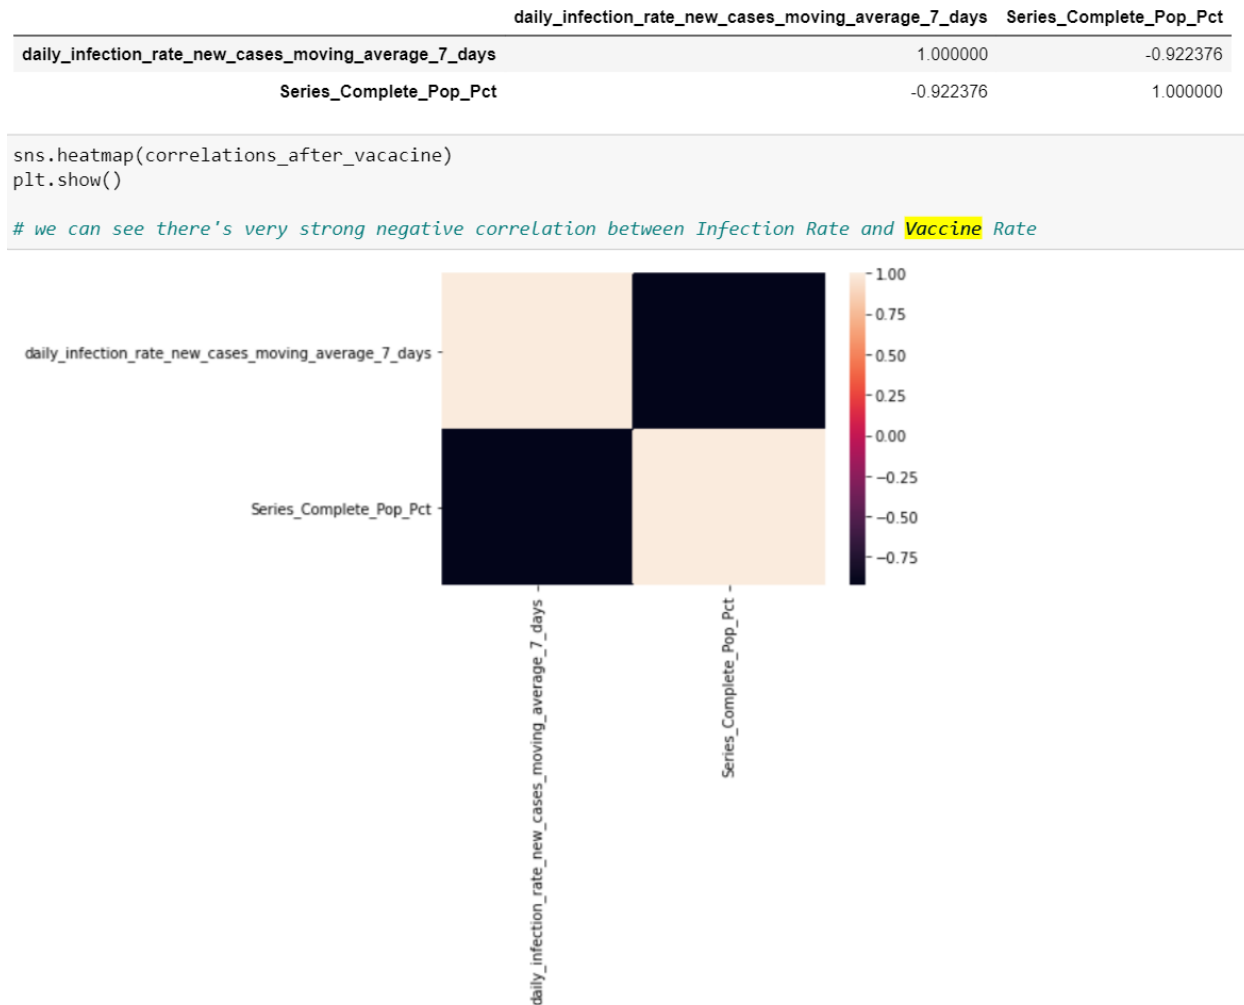 daily_infection_rate_new_cases_moving_average_7_days Series_Complete_Pop_Pct
daily_infection_rate_new_cases_moving_average_7_days 1.000000 -0.922376
Series_Complete_Pop_Pct -0.922376 1.000000
sns.heatmap(correlations_after_vacacine)
plt.show()
# we can see there's very strong negative correlation between Infection Rate and Vaccine Rate
daily_infection_rate_new_cases_moving_average_7_days
Series_Complete_Pop_Pct
1.00
0.75
0.50
0.25
0.00
−0.25
−0.50
−0.75
daily_infection_rate_new_cases_moving_average_7_days
Series_Complete_Pop_Pct